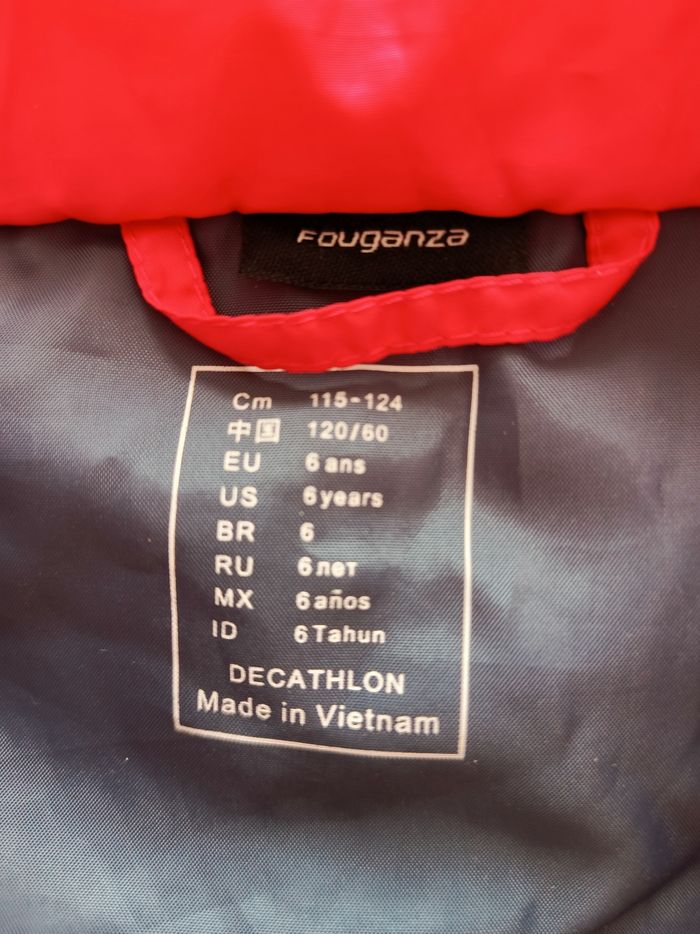 Fouganza
Cm 115-124
中国 120/60
EU 6 ans
US 6 years
BR 6
RU 6 лет
MX 6 años
ID 6 Tahun
DECATHLON
Made in Vietnam